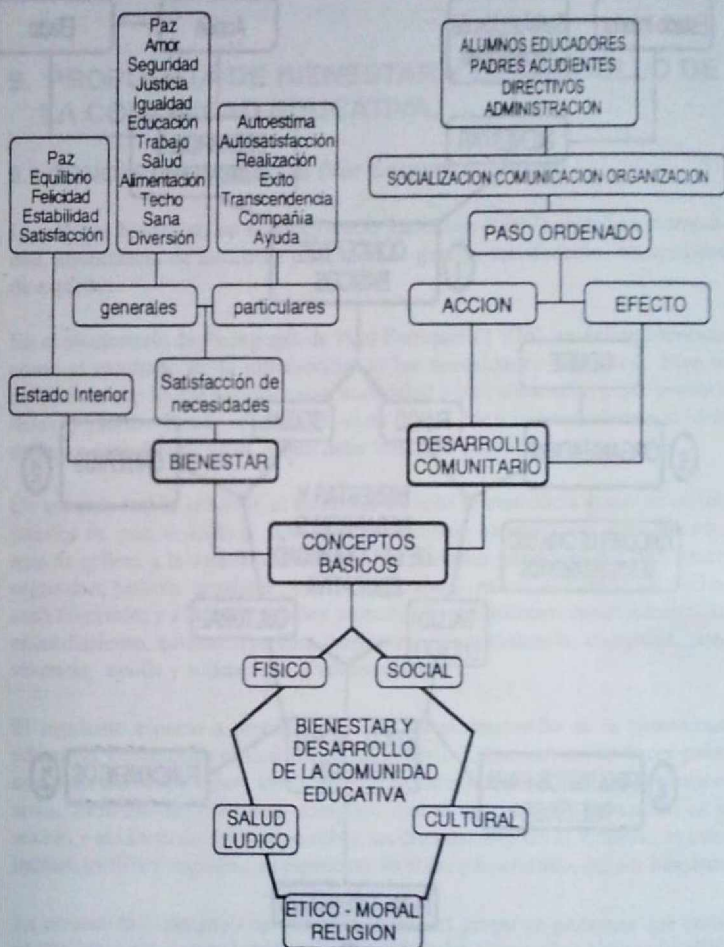 Paz
Amor
Seguridad
Justicia
Igualdad
Educación
Trabajo
Salud
Alimentación
Techo
Sana
Diversión
Paz
Equilibrio
Felicidad
Estabilidad
Satisfacción
Autoestima
Autosatisfacción
Realización
Exito
Transcendencia
Compañia
Ayuda
ALUMNOS EDUCADORES
PADRES ACUDIENTES
DIRECTIVOS
ADMINISTRACION
SOCIALIZACION COMUNICACION ORGANIZACION
PASO ORDENADO
generales
particulares
ACCION
EFECTO
Estado Interior
Satisfacción de
necesidades
BIENESTAR
DESARROLLO
COMUNITARIO
CONCEPTOS
BASICOS
FISICO
SOCIAL
BIENESTAR Y
DESARROLLO
DE LA COMUNIDAD
EDUCATIVA
SALUD
LUDICO
CULTURAL
ETICO - MORAL
RELIGION